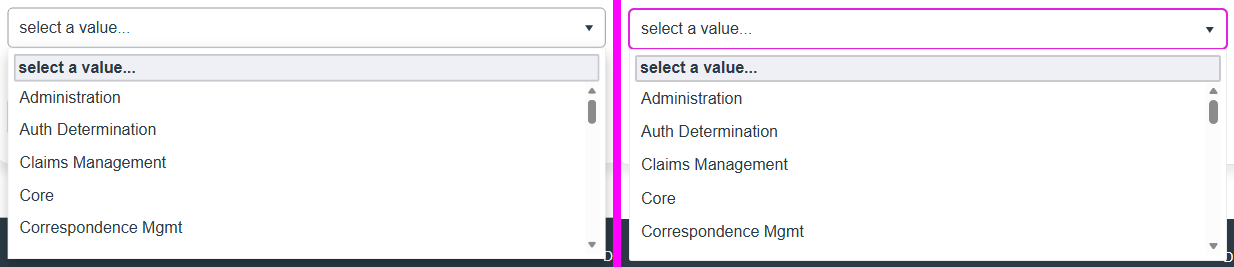 select a value...
select a value...
Administration
Auth Determination
Claims Management
Core
Correspondence Mgmt
D
select a value...
select a value...
Administration
Auth Determination
Claims Management
Core
Correspondence Mgmt
D